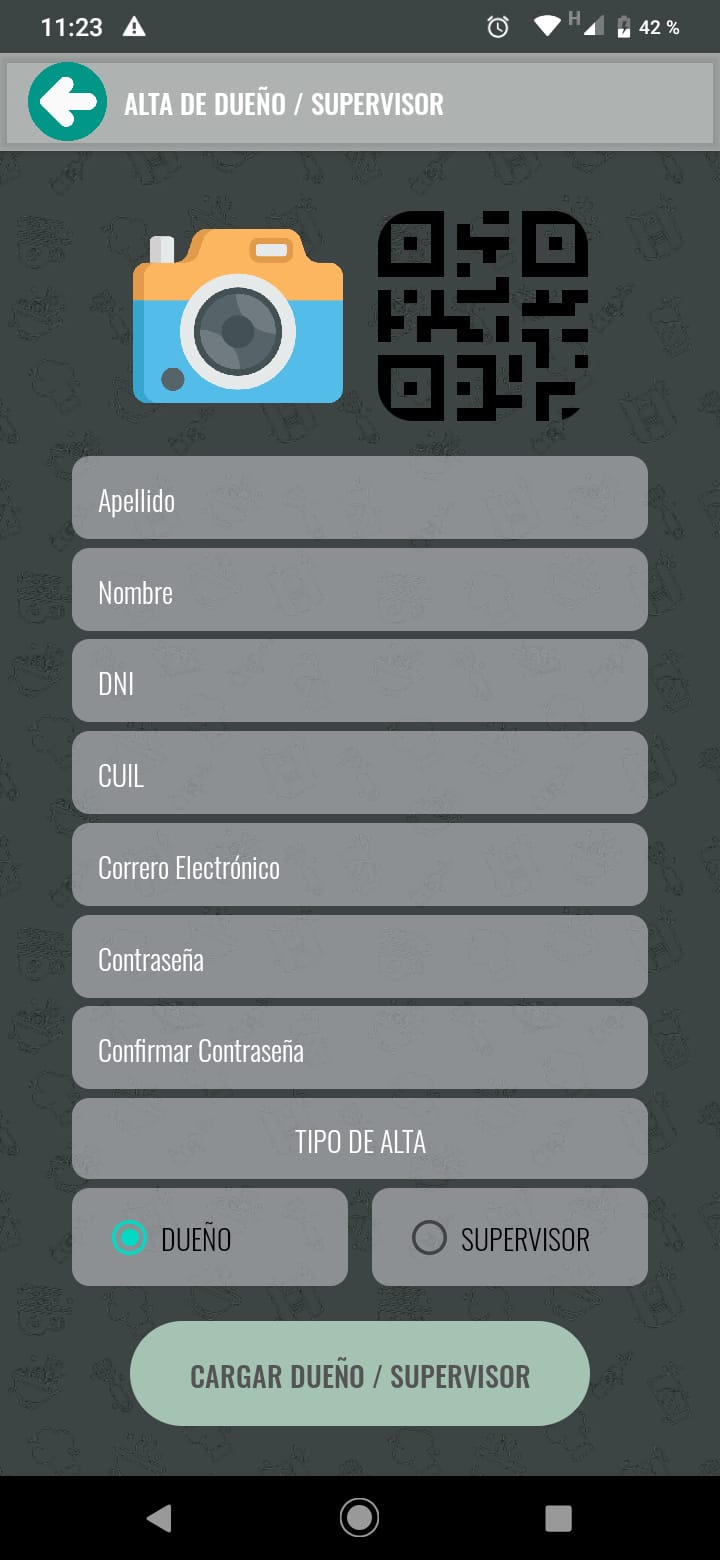 11:23
H
42 %
ALTA DE DUEÑO / SUPERVISOR
Apellido
Nombre
DNI
CUIL
Correro Electrónico
Contraseña
Confirmar Contraseña
TIPO DE ALTA
DUEÑO
SUPERVISOR
CARGAR DUEÑO / SUPERVISOR